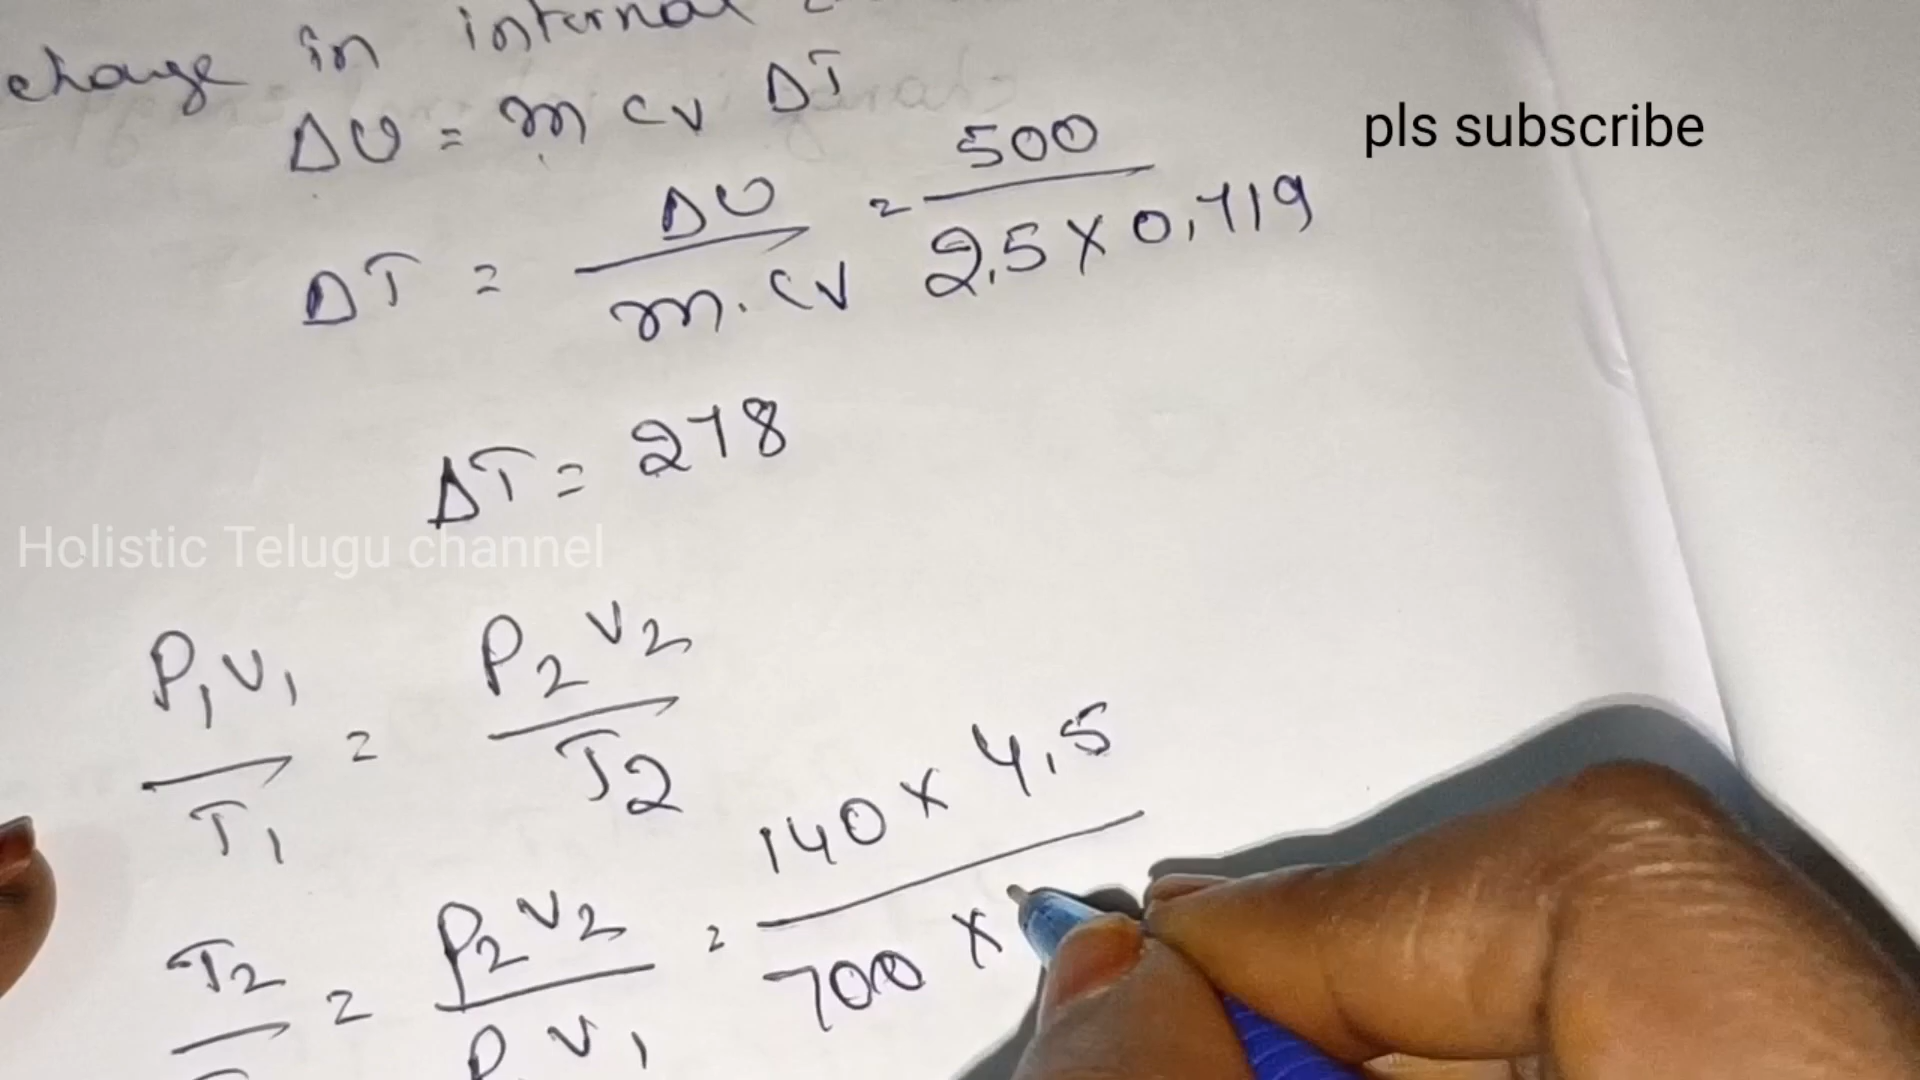 change in internal
ΔU = m cv ΔT
pls subscribe
ΔT = ΔU / m.cv = 500 / 2.5 × 0.719
ΔT = 278
Holistic Telugu channel
P1V1 / T1 = P2V2 / T2
T2 / = P2V2 / P V1 = 140 × 4.5 / 700 ×